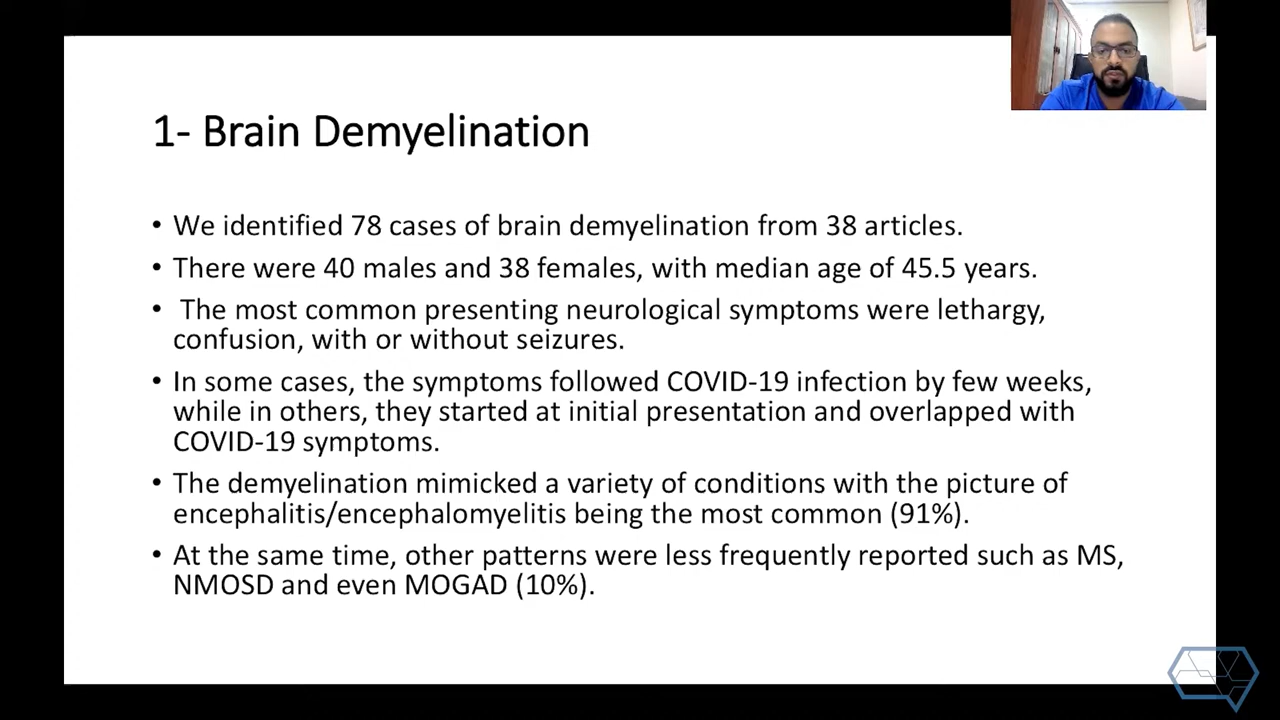 1- Brain Demyelination
• We identified 78 cases of brain demyelination from 38 articles.
• There were 40 males and 38 females, with median age of 45.5 years.
• The most common presenting neurological symptoms were lethargy,
confusion, with or without seizures.
• In some cases, the symptoms followed COVID-19 infection by few weeks,
while in others, they started at initial presentation and overlapped with
COVID-19 symptoms.
• The demyelination mimicked a variety of conditions with the picture of
encephalitis/encephalomyelitis being the most common (91%).
• At the same time, other patterns were less frequently reported such as MS,
NMOSD and even MOGAD (10%).